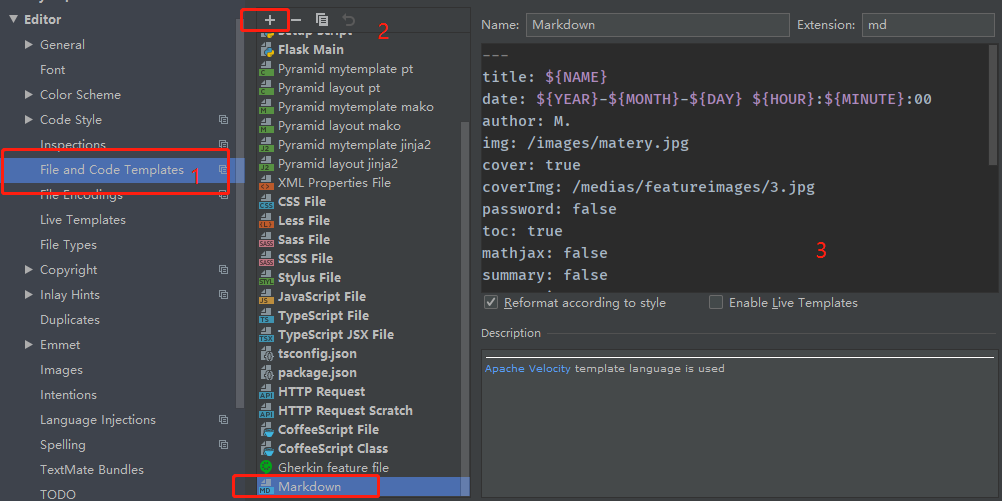 Editor
General
Font
Color Scheme
Code Style
Inspections
File and Code Templates
1
File Encodings
Live Templates
File Types
Copyright
Inlay Hints
Duplicates
Emmet
Images
Intentions
Language Injections
Spelling
TextMate Bundles
TODO
2
Setup Script
Flask Main
Pyramid mytemplate pt
Pyramid layout pt
Pyramid mytemplate mako
Pyramid layout mako
Pyramid mytemplate jinja2
Pyramid layout jinja2
XML Properties File
CSS File
Less File
Sass File
SCSS File
Stylus File
JavaScript File
TypeScript File
TypeScript JSX File
tsconfig.json
package.json
HTTP Request
HTTP Request Scratch
CoffeeScript File
CoffeeScript Class
Gherkin feature file
Markdown
Name: Markdown Extension: md
---
title: ${NAME}
date: ${YEAR}-${MONTH}-${DAY} ${HOUR}:${MINUTE}:00
author: M.
img: /images/matery.jpg
cover: true
coverImg: /medias/featureimages/3.jpg
password: false
toc: true
mathjax: false
summary: false
3
Reformat according to style Enable Live Templates
Description
Apache Velocity template language is used